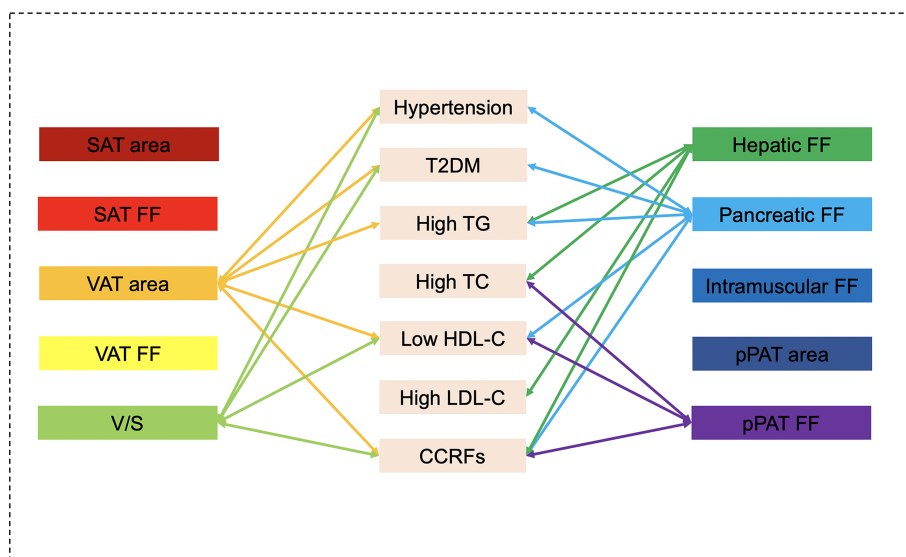 SAT area
SAT FF
VAT area
VAT FF
V/S
Hypertension
T2DM
High TG
High TC
Low HDL-C
High LDL-C
CCRFs
Hepatic FF
Pancreatic FF
Intramuscular FF
pPAT area
pPAT FF